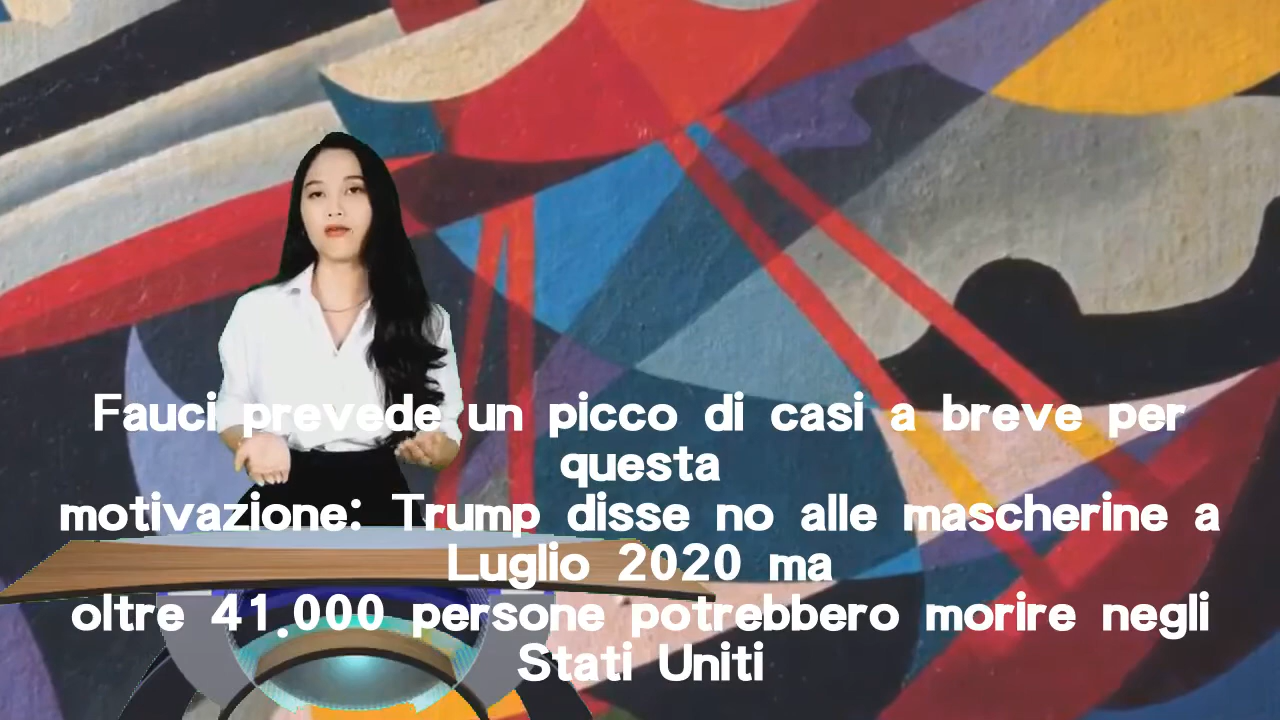 Fauci prevede un picco di casi a breve per
questa
motivazione: Trump disse no alle mascherine a
Luglio 2020 ma
oltre 41.000 persone potrebbero morire negli
Stati Uniti